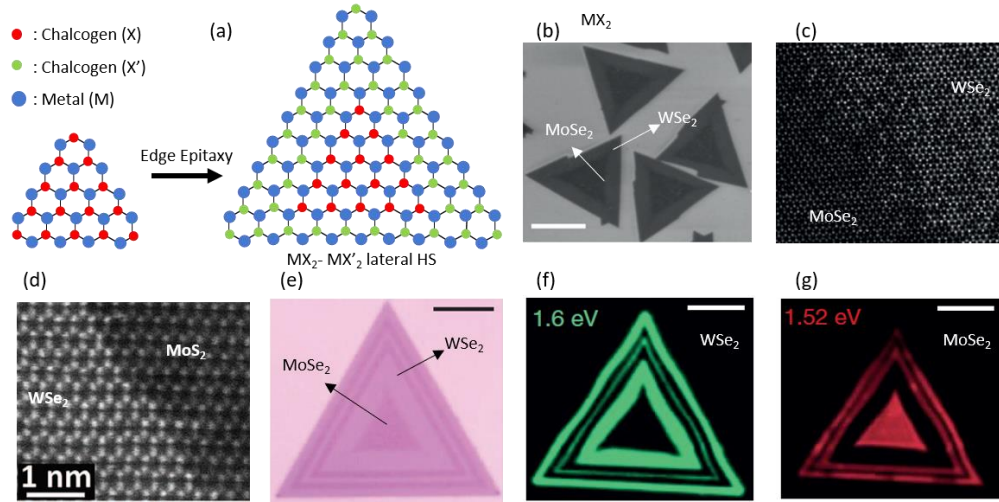 : Chalcogen (X)
: Chalcogen (X′)
: Metal (M)
(a)
Edge Epitaxy
MX₂- MX′₂ lateral HS
MX₂
(b)
MoSe₂
WSe₂
(c)
WSe₂
MoSe₂
(d)
MoS₂
WSe₂
1 nm
(e)
MoSe₂
WSe₂
(f)
1.6 eV
WSe₂
(g)
1.52 eV
MoSe₂